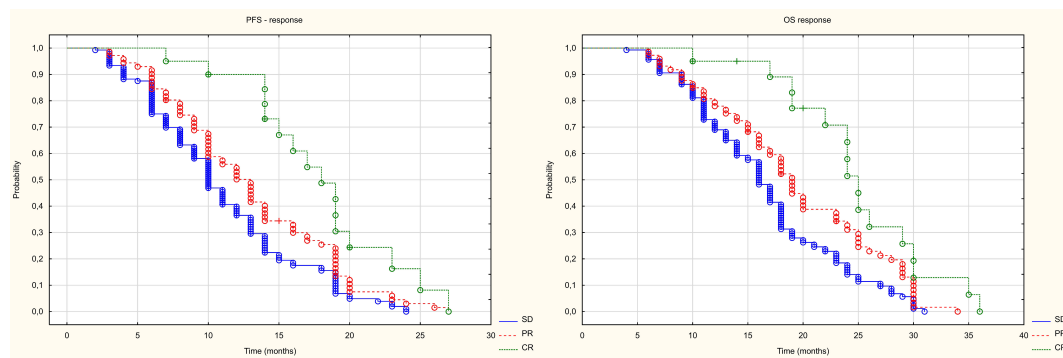 PFS - response
1,0
0,9
0,8
0,7
0,6
0,5
0,4
0,3
0,2
0,1
0,0
Probability
0 5 10 15 20 25 30
Time (months)
SD
PR
CR
OS response
1,0
0,9
0,8
0,7
0,6
0,5
0,4
0,3
0,2
0,1
0,0
Probability
0 5 10 15 20 25 30 35 40
Time (months)
SD
PR
CR